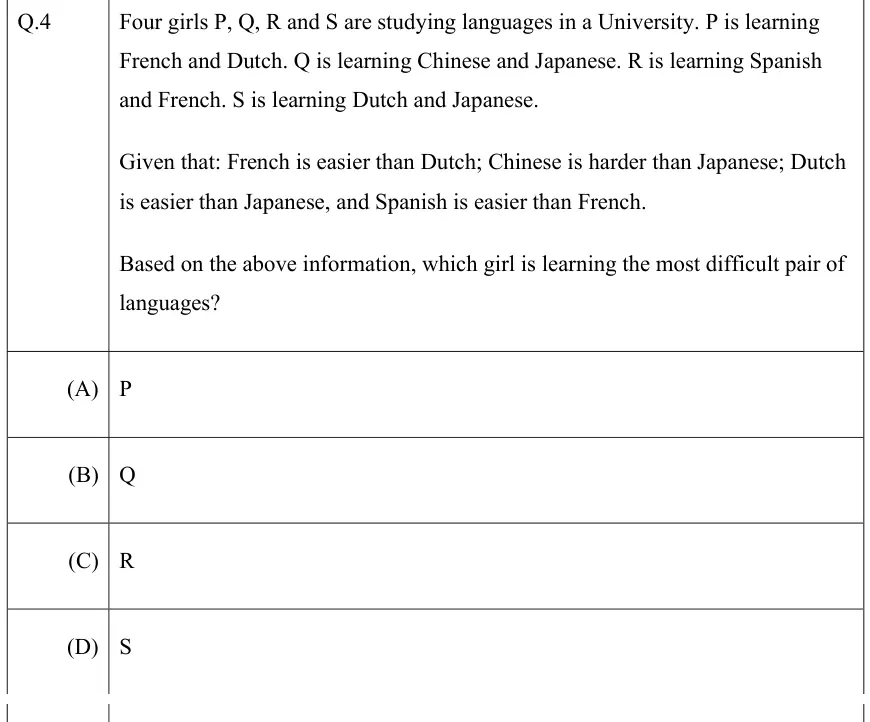 Q.4 Four girls P, Q, R and S are studying languages in a University. P is learning
French and Dutch. Q is learning Chinese and Japanese. R is learning Spanish
and French. S is learning Dutch and Japanese.
Given that: French is easier than Dutch; Chinese is harder than Japanese; Dutch
is easier than Japanese, and Spanish is easier than French.
Based on the above information, which girl is learning the most difficult pair of
languages?
(A) P
(B) Q
(C) R
(D) S